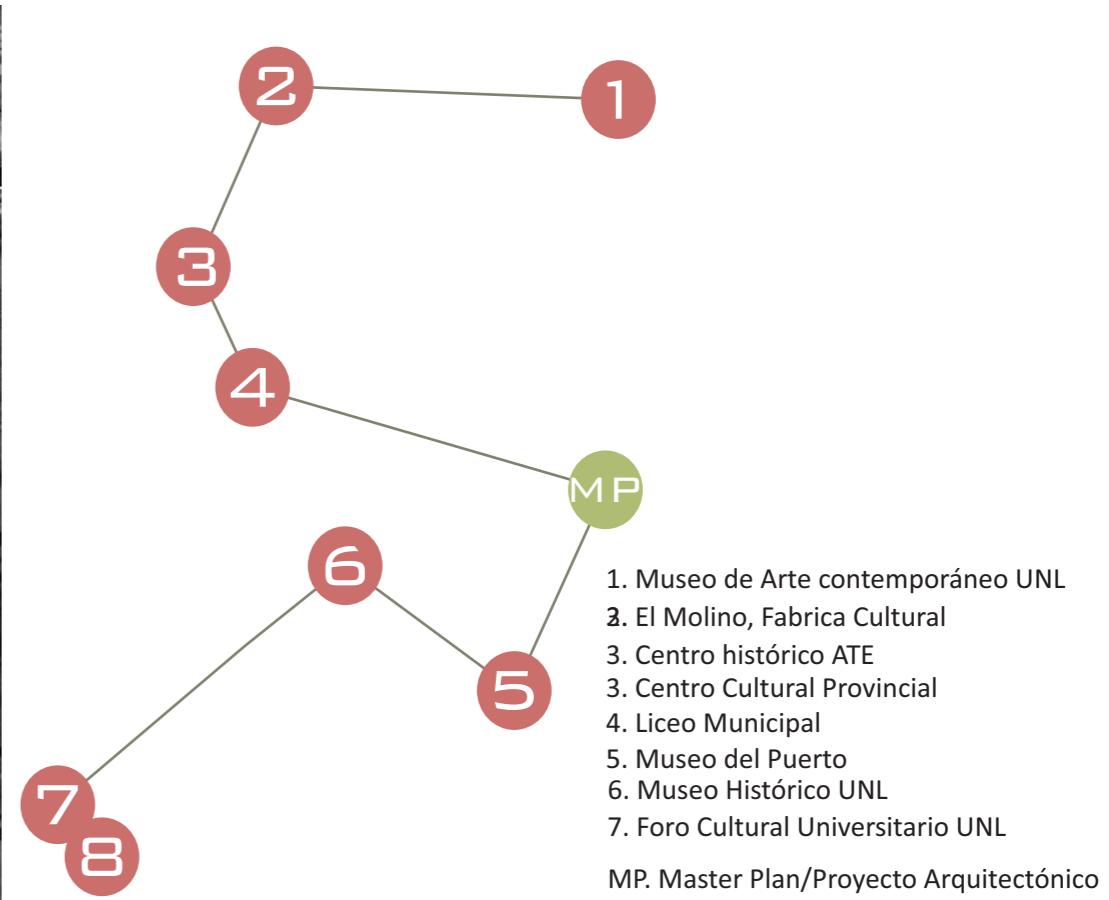 2
1
3
4
MP
6
5
7
8
1. Museo de Arte contemporáneo UNL
2. El Molino, Fabrica Cultural
3. Centro histórico ATE
3. Centro Cultural Provincial
4. Liceo Municipal
5. Museo del Puerto
6. Museo Histórico UNL
7. Foro Cultural Universitario UNL
MP. Master Plan/Proyecto Arquitectónico